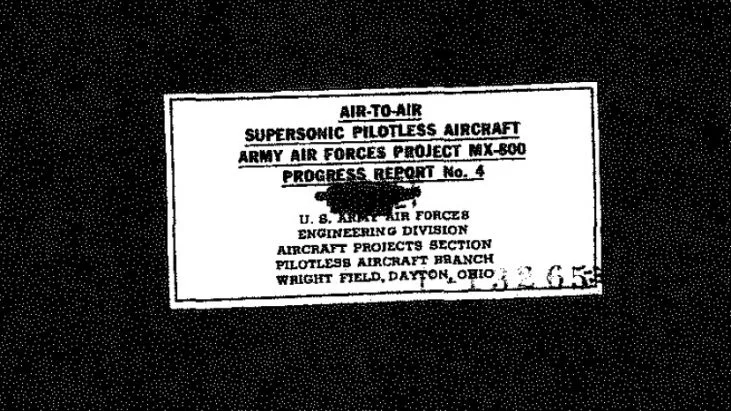 AIR-TO-AIR
SUPERSONIC PILOTLESS AIRCRAFT
ARMY AIR FORCES PROJECT MX-800
PROGRESS REPORT No. 4
U. S. ARMY AIR FORCES
ENGINEERING DIVISION
AIRCRAFT PROJECTS SECTION
PILOTLESS AIRCRAFT BRANCH
WRIGHT FIELD, DAYTON, OHIO
13265